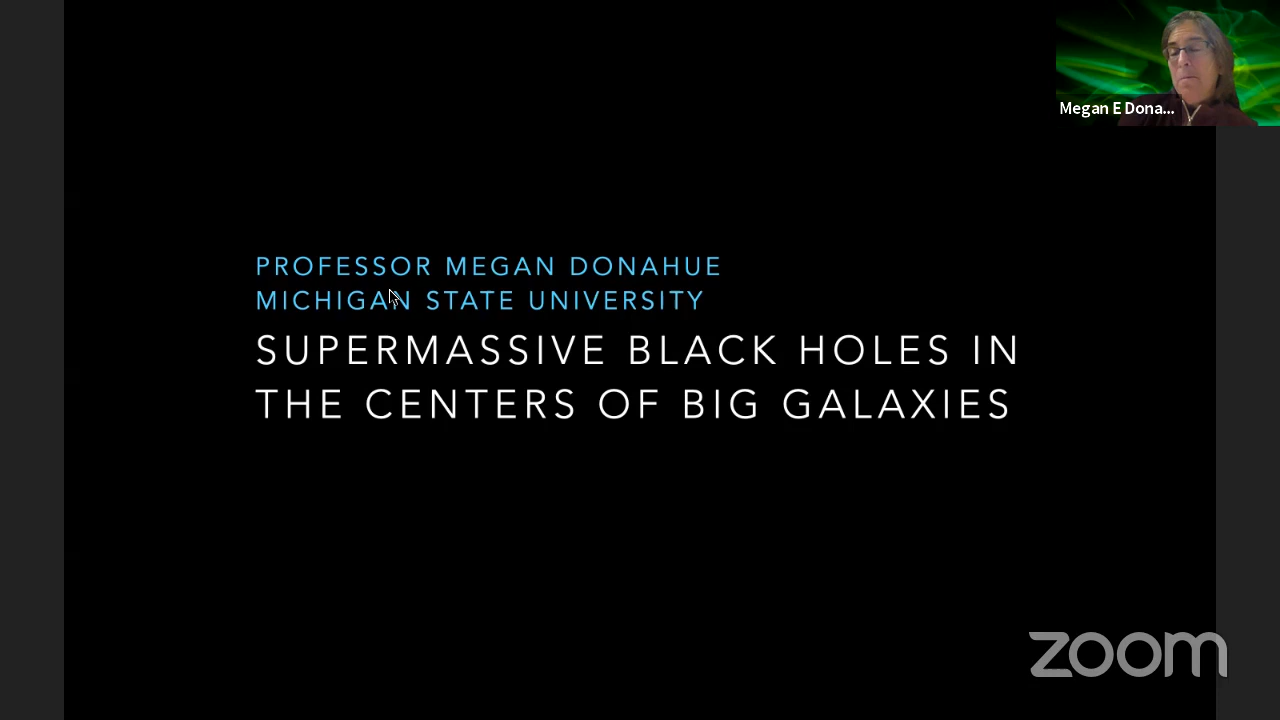 Megan E Dona...
PROFESSOR MEGAN DONAHUE
MICHIGAN STATE UNIVERSITY
SUPERMASSIVE BLACK HOLES IN
THE CENTERS OF BIG GALAXIES
zoom